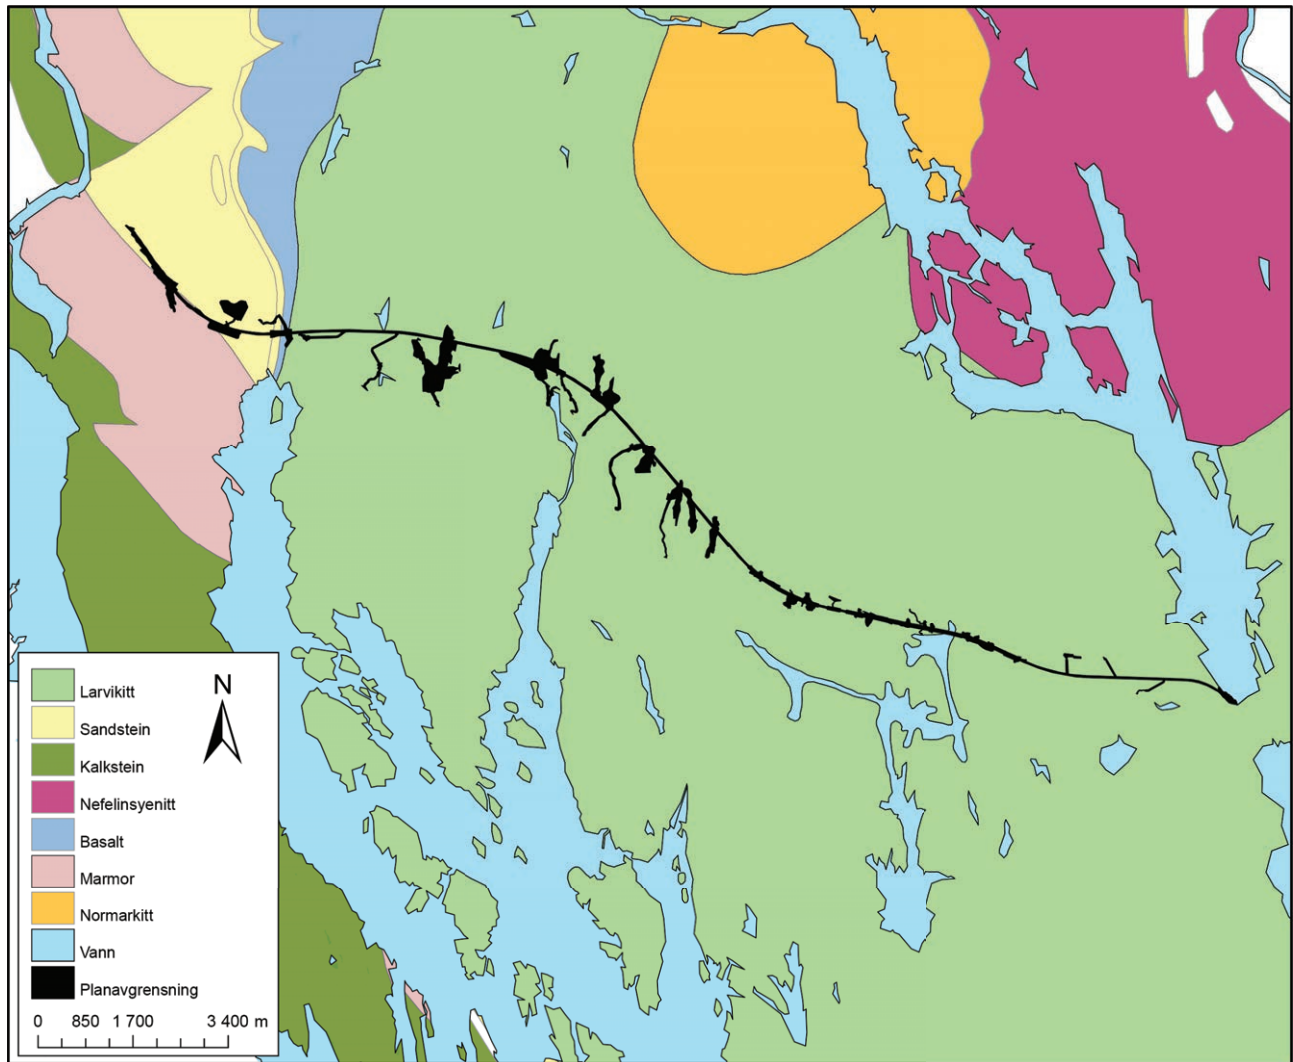 Larvikitt
N
Sandstein
Kalkstein
Nefelinsyenitt
Basalt
Marmor
Normarkitt
Vann
Planavgrensning
0 850 1 700 3 400 m